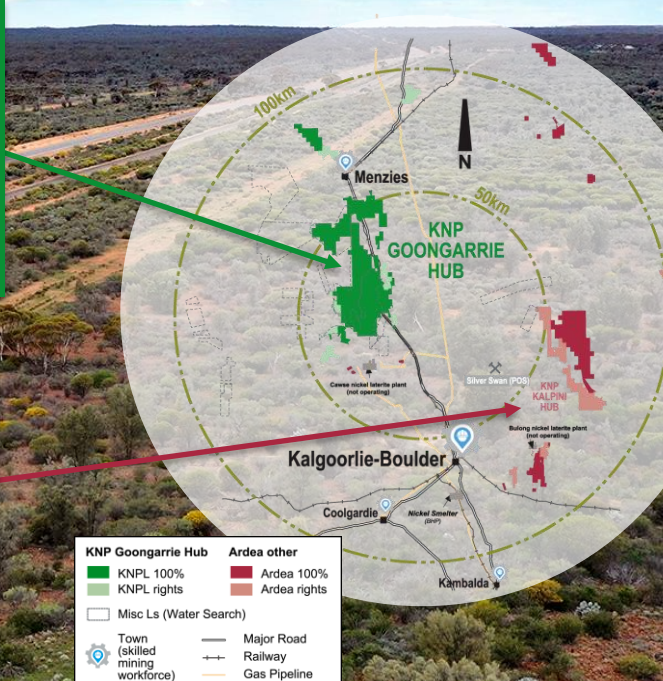 100km
N
Menzies
50km
KNP
GOONGARRIE
HUB
Cawse nickel laterite plant
(not operating)
Silver Swan (POS)
KNP
KALPINI
HUB
Bulong nickel laterite plant
(not operating)
Kalgoorlie-Boulder
Coolgardie
Nickel Smelter
(BHP)
Kambalda
KNP Goongarrie Hub
Ardea other
KNPL 100%
Ardea 100%
KNPL rights
Ardea rights
Misc Ls (Water Search)
Town
(skilled
mining
workforce)
Major Road
Railway
Gas Pipeline